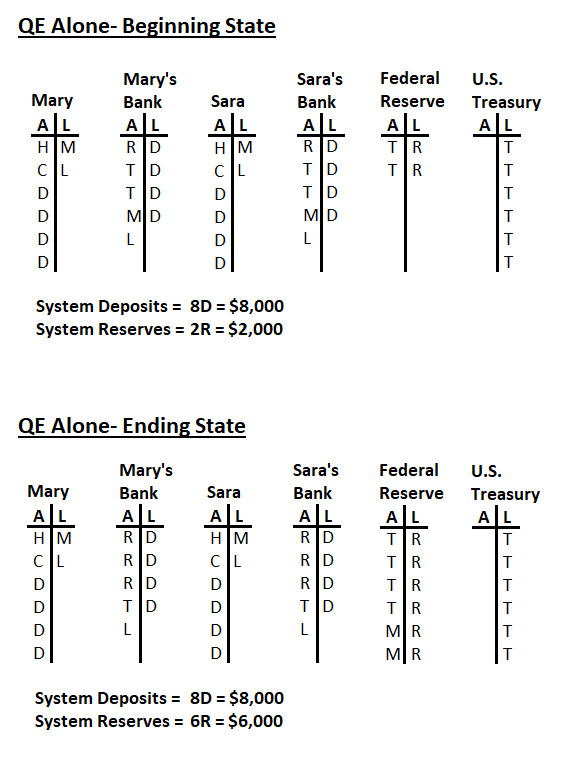 QE Alone- Beginning State
Mary's Sara's Federal U.S.
Mary Bank Sara Bank Reserve Treasury
A L A L A L A L A L A L
H M R D H M R D T R T
C L T D C L T D T R T
D T D D T D T
D M D D M D T
D L D L T
D D T
System Deposits = 8D = $8,000
System Reserves = 2R = $2,000
QE Alone- Ending State
Mary's Sara's Federal U.S.
Mary Bank Sara Bank Reserve Treasury
A L A L A L A L A L A L
H M R D H M R D T R T
C L R D C L R D T R T
D R D D R D T R T
D T D D T D T R T
D L D L M R T
D D M R T
System Deposits = 8D = $8,000
System Reserves = 6R = $6,000